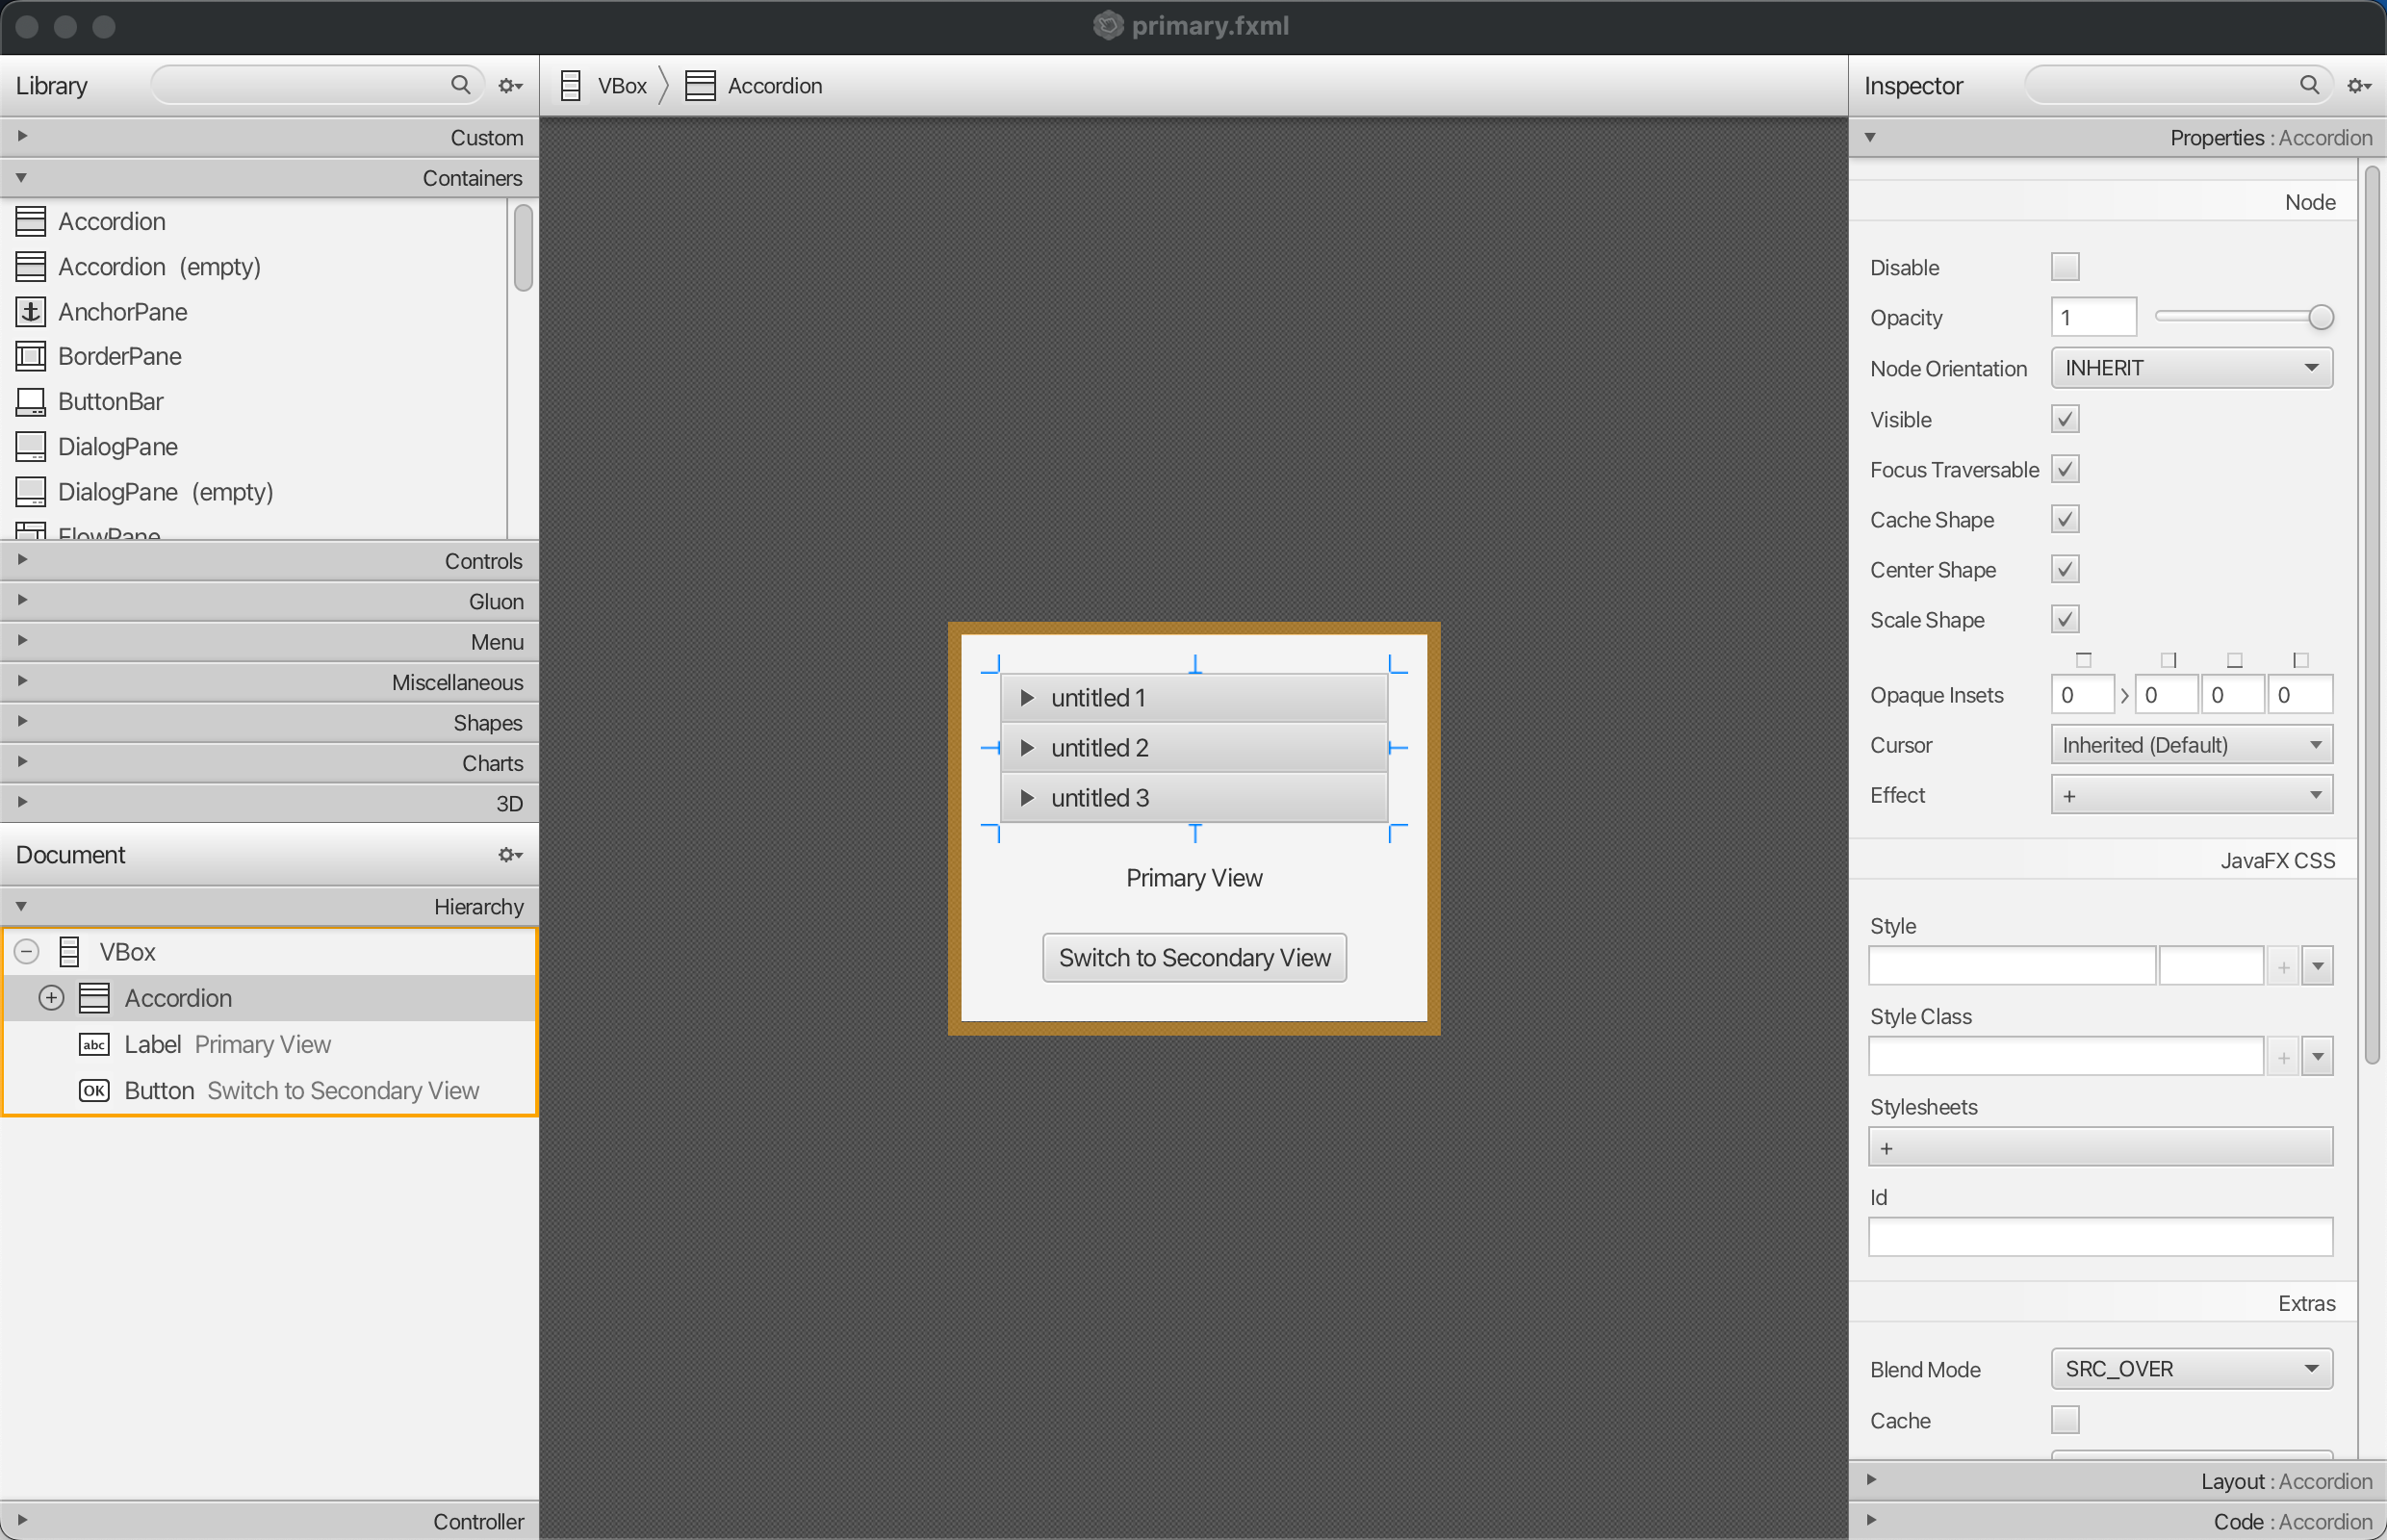 primary.fxml
Library
VBox
Accordion
Inspector
Custom
Containers
Accordion
Accordion (empty)
AnchorPane
BorderPane
ButtonBar
DialogPane
DialogPane (empty)
FlowPane
Controls
Gluon
Menu
Miscellaneous
Shapes
Charts
3D
Document
Hierarchy
VBox
Accordion
abc Label Primary View
OK Button Switch to Secondary View
Controller
untitled 1
untitled 2
untitled 3
Primary View
Switch to Secondary View
Properties : Accordion
Node
Disable
Opacity 1
Node Orientation INHERIT
Visible
Focus Traversable
Cache Shape
Center Shape
Scale Shape
Opaque Insets 0 0 0 0
Cursor Inherited (Default)
Effect +
JavaFX CSS
Style
+
Style Class
+
Stylesheets
+
Id
Extras
Blend Mode SRC_OVER
Cache
Layout : Accordion
Code : Accordion